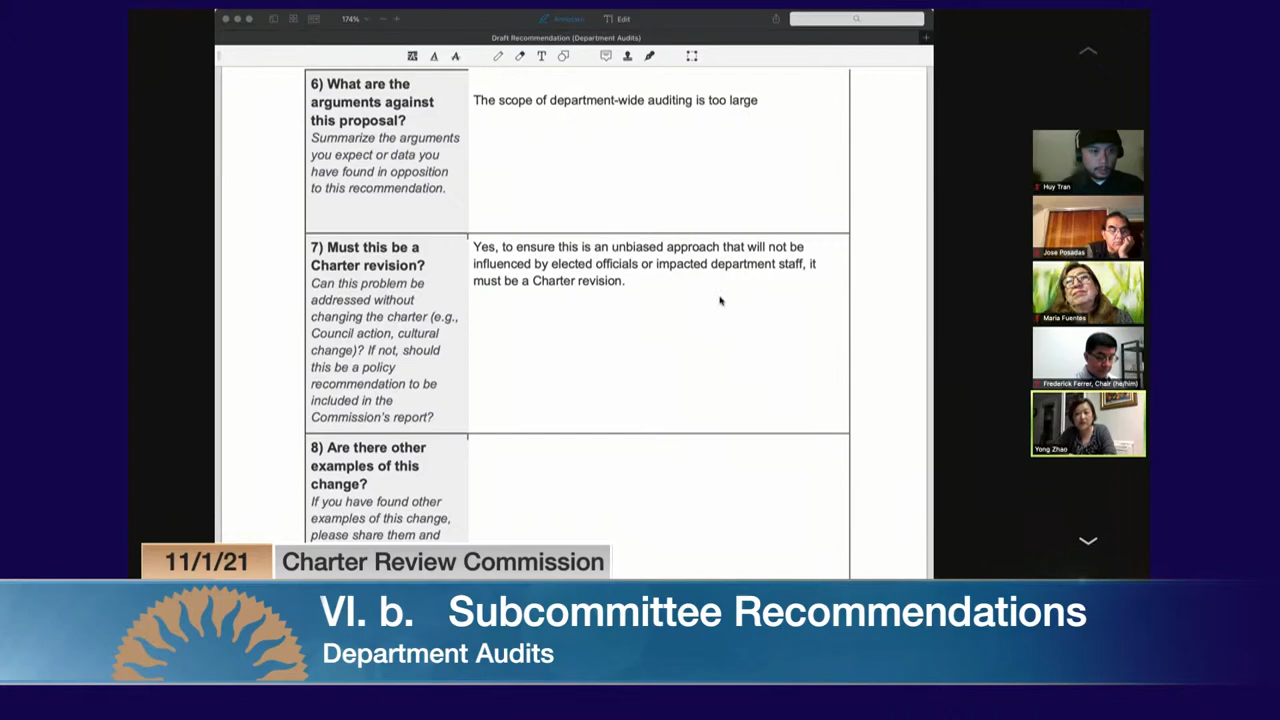 174%
Annotate
Edit
Draft Recommendation (Department Audits)
6) What are the
arguments against
this proposal?
Summarize the arguments
you expect or data you
have found in opposition
to this recommendation.
The scope of department-wide auditing is too large
7) Must this be a
Charter revision?
Can this problem be
addressed without
changing the charter (e.g.,
Council action, cultural
change)? If not, should
this be a policy
recommendation to be
included in the
Commission's report?
Yes, to ensure this is an unbiased approach that will not be
influenced by elected officials or impacted department staff, it
must be a Charter revision.
8) Are there other
examples of this
change?
If you have found other
examples of this change,
please share them and
Huy Tran
Jose Posadas
Maria Fuentes
Frederick Ferrer, Chair (he/him)
Yong Zhao
11/1/21
Charter Review Commission
VI. b. Subcommittee Recommendations
Department Audits